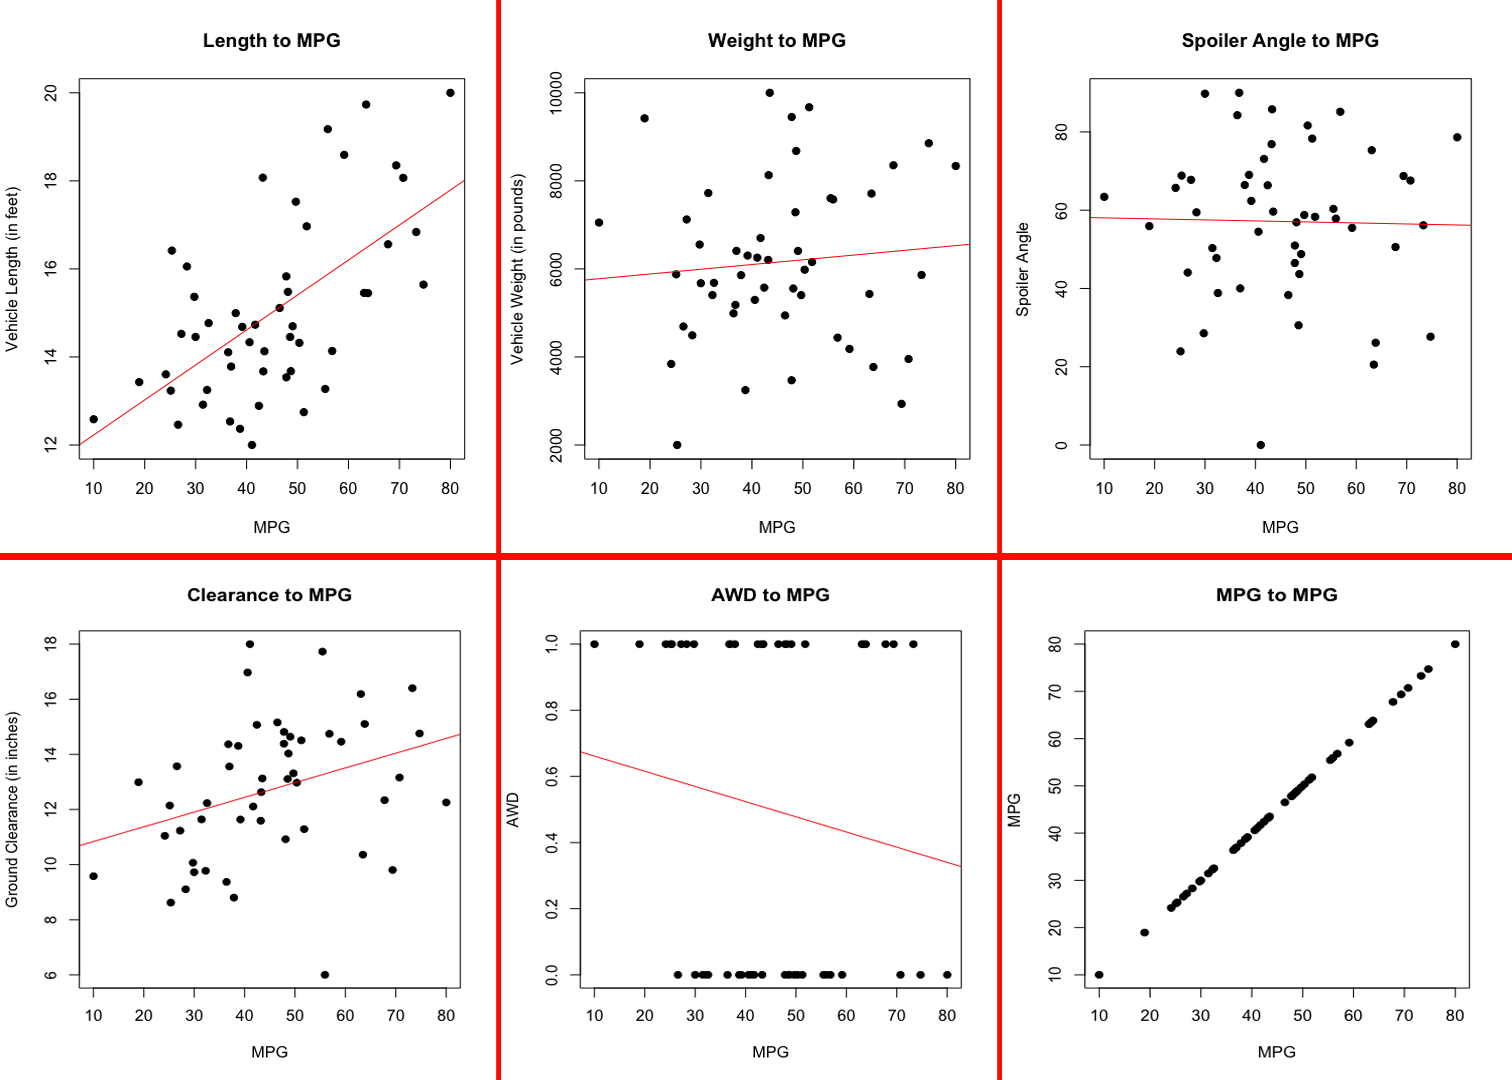 Length to MPG
Vehicle Length (in feet)
20
18
16
14
12
10 20 30 40 50 60 70 80
MPG
Weight to MPG
Vehicle Weight (in pounds)
10000
8000
6000
4000
2000
10 20 30 40 50 60 70 80
MPG
Spoiler Angle to MPG
Spoiler Angle
80
60
40
20
0
10 20 30 40 50 60 70 80
MPG
Clearance to MPG
Ground Clearance (in inches)
18
16
14
12
10
8
6
10 20 30 40 50 60 70 80
MPG
AWD to MPG
AWD
1.0
0.8
0.6
0.4
0.2
0.0
10 20 30 40 50 60 70 80
MPG
MPG to MPG
MPG
80
70
60
50
40
30
20
10
10 20 30 40 50 60 70 80
MPG